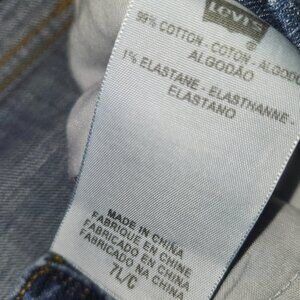 LEVI'S
®
99% COTTON - COTON - ALGODO
ALGODÃO
1% ELASTANE - ELASTHANNE -
ELASTANO
MADE IN CHINA
FABRIQUE EN CHINE
FABRICADO EN CHINA
FABRICADO NA CHINA
7L/C